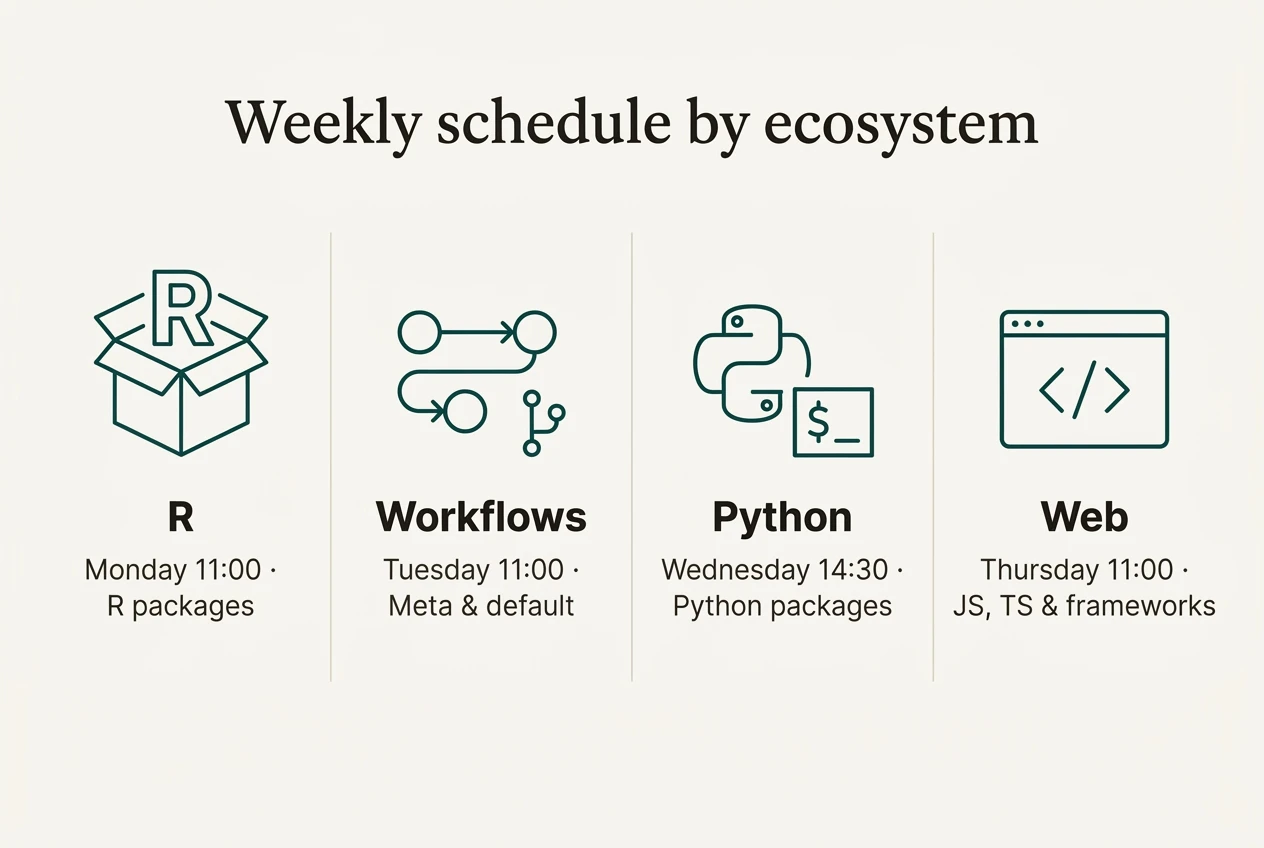 Weekly schedule by ecosystem
R
R
Monday 11:00 ·
R packages
Workflows
Tuesday 11:00 ·
Meta & default
$_
Python
Wednesday 14:30 ·
Python packages
</>
Web
Thursday 11:00 ·
JS, TS & frameworks